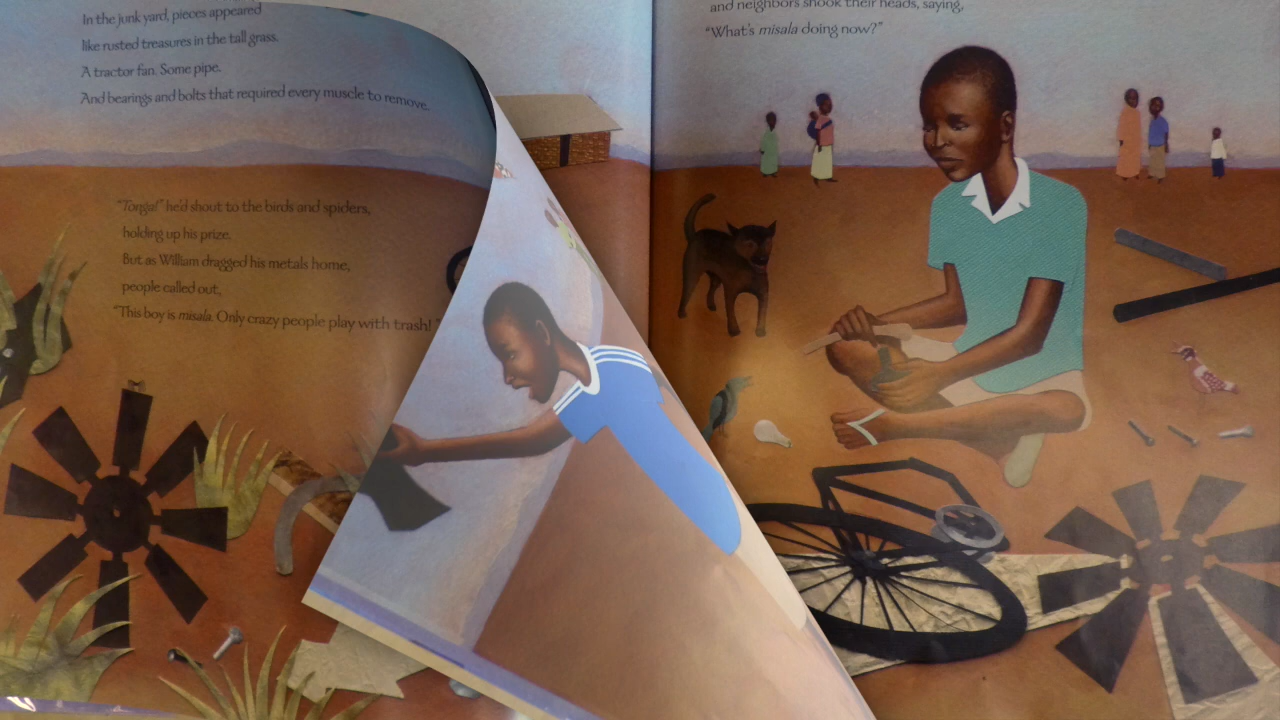 In the junk yard, pieces appeared
like rusted treasures in the tall grass.
A tractor fan. Some pipe.
And bearings and bolts that required every muscle to remove.
"Tonga!" he'd shout to the birds and spiders,
holding up his prize.
But as William dragged his metals home,
people called out,
"This boy is misala. Only crazy people play with trash!"
and neighbors shook their heads, saying,
"What's misala doing now?"